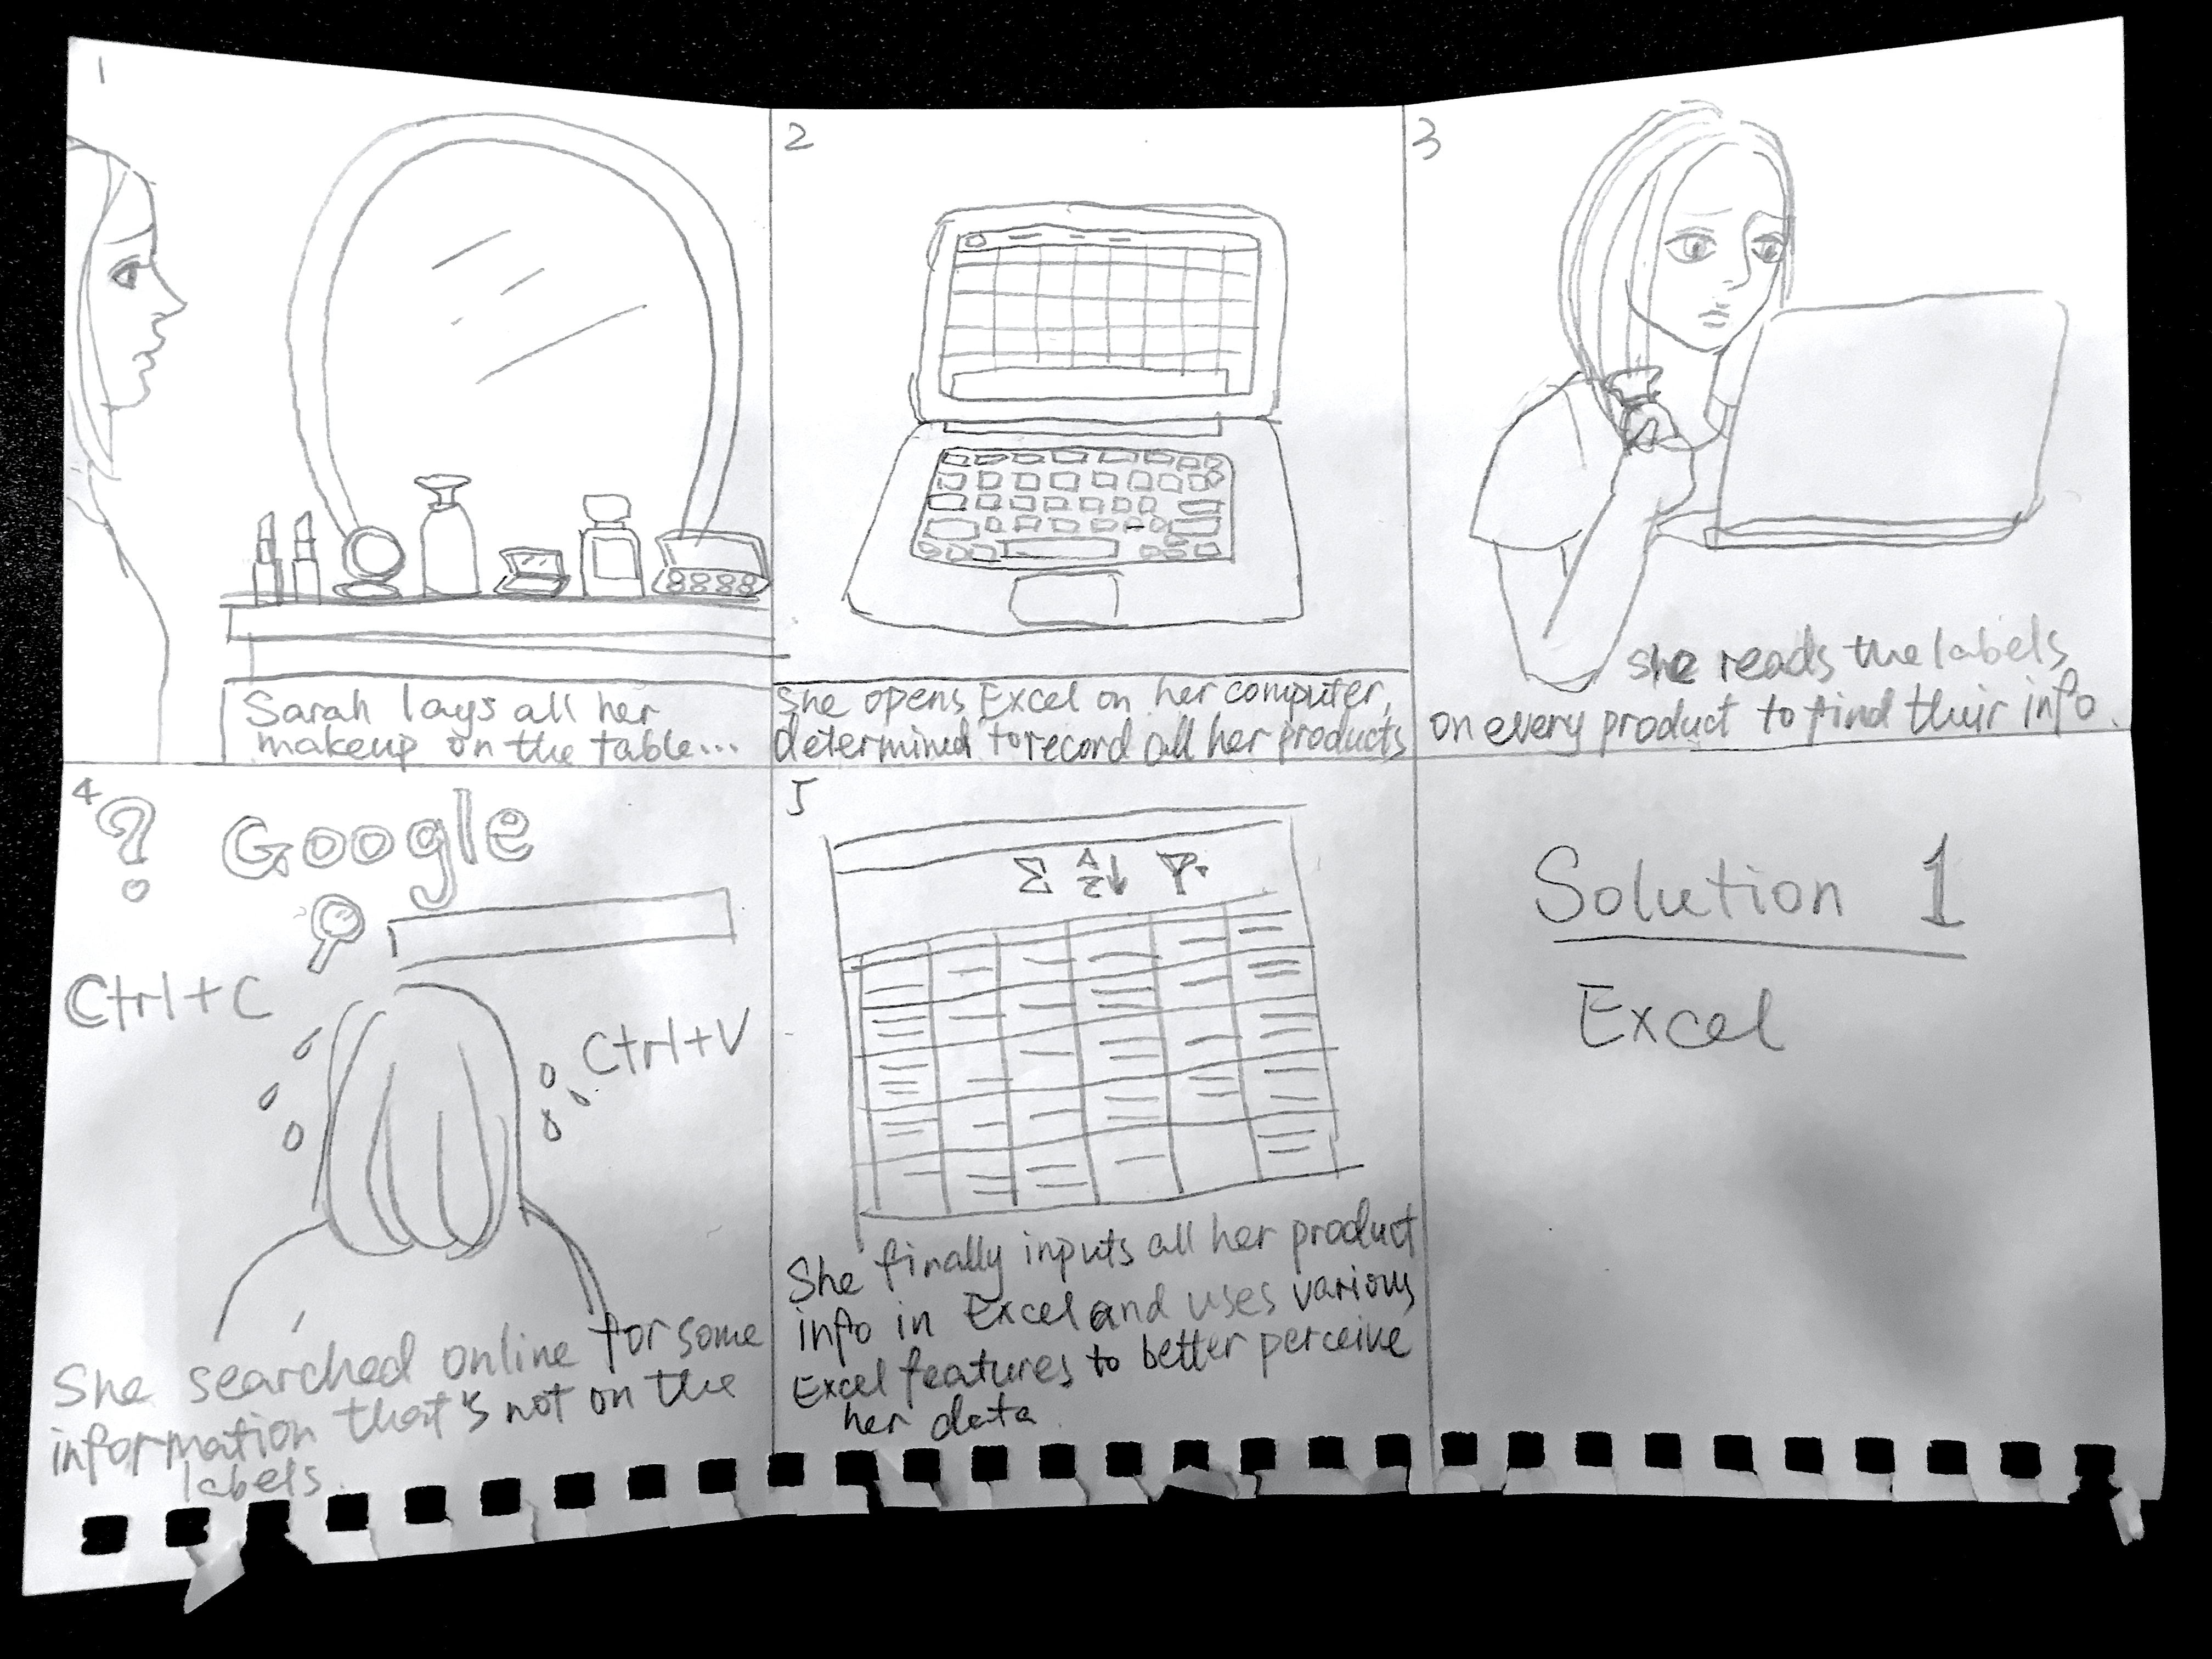 1
Sarah lays all her
makeup on the table...
2
She opens Excel on her computer,
determined to record all her products
3
She reads the labels
on every product to find their info.
4
?
Google
Ctrl+C
Ctrl+V
She searched online for some
information that's not on the
labels.
5
Σ A Z↓
She finally inputs all her product
info in Excel and uses various
Excel features to better perceive
her data.
Solution 1
Excel